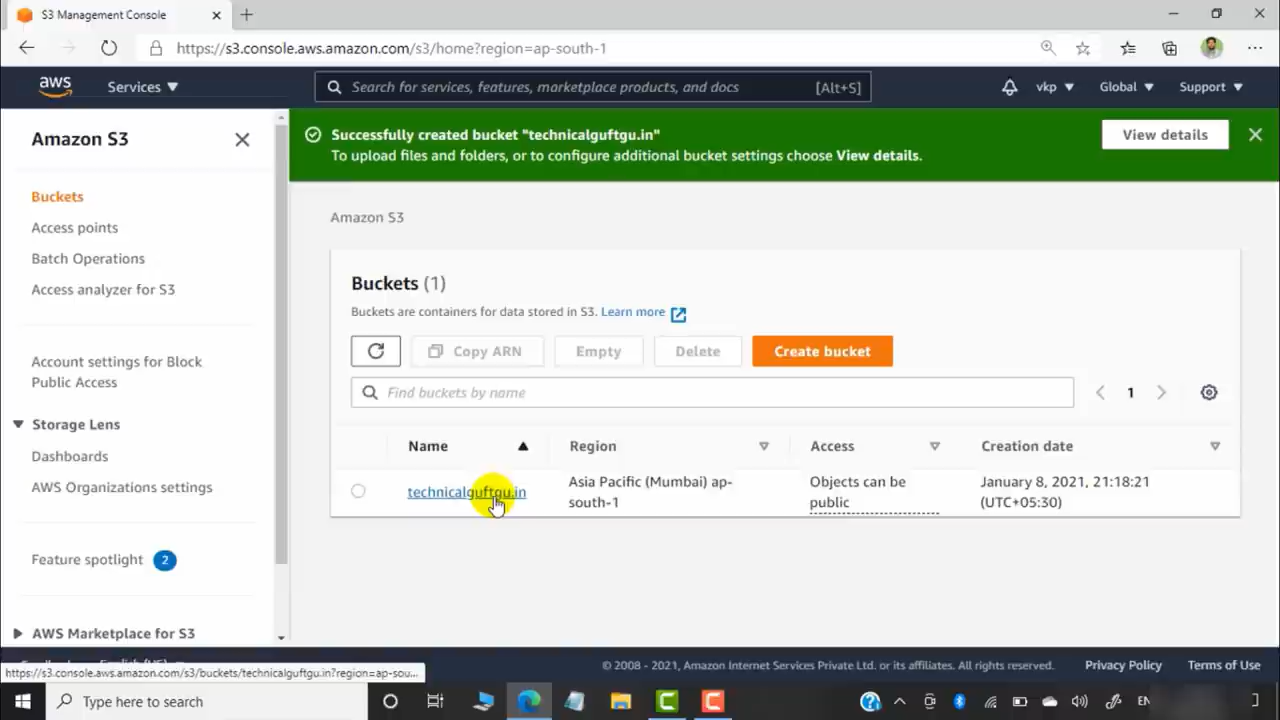 S3 Management Console
https://s3.console.aws.amazon.com/s3/home?region=ap-south-1
aws
Services
Search for services, features, marketplace products, and docs
[Alt+S]
vkp
Global
Support
Amazon S3
Buckets
Access points
Batch Operations
Access analyzer for S3
Account settings for Block
Public Access
Storage Lens
Dashboards
AWS Organizations settings
Feature spotlight 2
AWS Marketplace for S3
Successfully created bucket "technicalguftgu.in"
To upload files and folders, or to configure additional bucket settings choose View details.
View details
Amazon S3
Buckets (1)
Buckets are containers for data stored in S3. Learn more
Copy ARN
Empty
Delete
Create bucket
Find buckets by name
1
Name
Region
Access
Creation date
technicalguftgu.in
Asia Pacific (Mumbai) ap-
south-1
Objects can be
public
January 8, 2021, 21:18:21
(UTC+05:30)
© 2008 - 2021, Amazon Internet Services Private Ltd. or its affiliates. All rights reserved.
Privacy Policy
Terms of Use
https://s3.console.aws.amazon.com/s3/buckets/technicalguftgu.in?region=ap-sou...
Type here to search